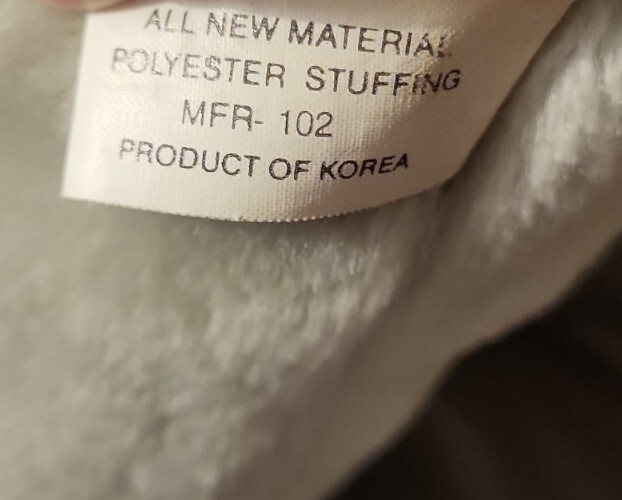 ALL NEW MATERIAL
POLYESTER STUFFING
MFR- 102
PRODUCT OF KOREA